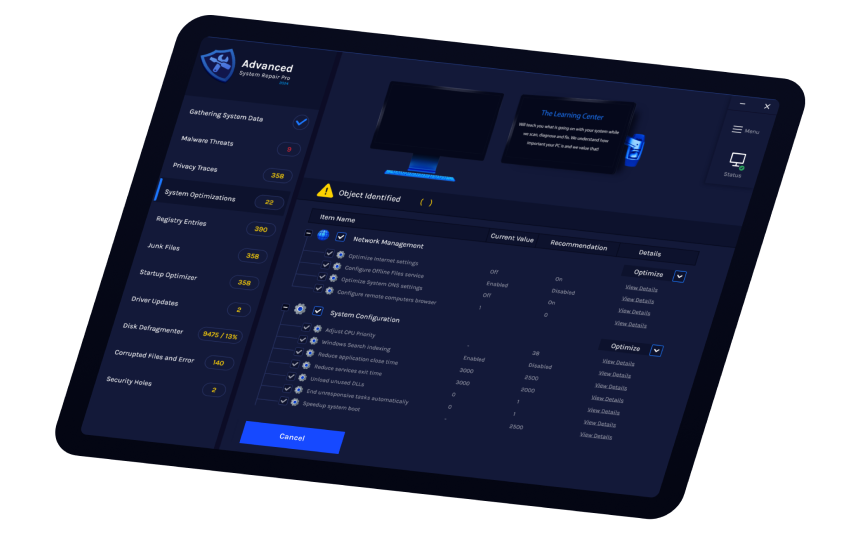 Advanced
System Repair Pro
The Learning Center
Will teach you what is going on with your system while
we scan, diagnose and fix. We understand how
important your PC is and we value that!
Menu
Status
Gathering System Data
Malware Threats 9
Privacy Traces 358
System Optimizations 22
Registry Entries 390
Junk Files 358
Startup Optimizer 358
Driver Updates 2
Disk Defragmenter 9475 / 13%
Corrupted Files and Error 140
Security Holes 2
Object Identified ( )
Item Name Current Value Recommendation Details
Network Management Optimize
Optimize Internet settings Off On View Details
Configure Offline Files service Enabled Disabled View Details
Optimize System DNS settings Off On View Details
Configure remote computers browser 1 0 View Details
System Configuration Optimize
Adjust CPU Priority - 28 View Details
Windows Search Indexing Enabled Disabled View Details
Reduce application close time 3000 2500 View Details
Reduce services exit time 3000 2000 View Details
Unload unused DLLs 0 1 View Details
End unresponsive tasks automatically 0 1 View Details
Speedup system boot - 2500 View Details
Cancel